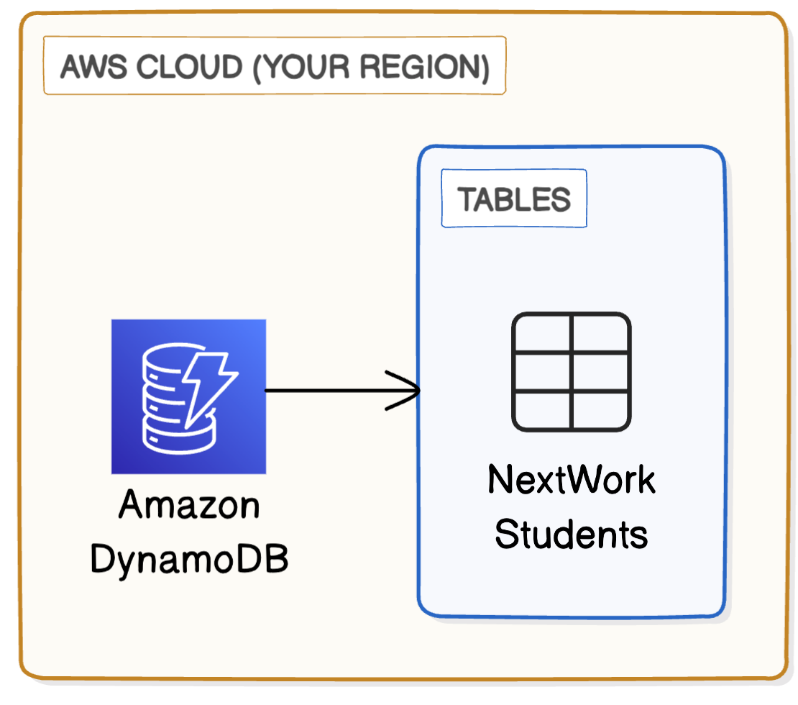 AWS CLOUD (YOUR REGION)
TABLES
Amazon
DynamoDB
NextWork
Students